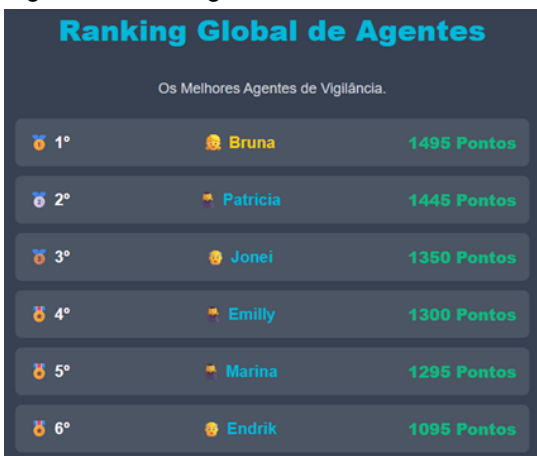 Ranking Global de Agentes
Os Melhores Agentes de Vigilância.
1º Bruna 1495 Pontos
2º Patricia 1445 Pontos
3º Jonei 1350 Pontos
4º Emilly 1300 Pontos
5º Marina 1295 Pontos
6º Endrik 1095 Pontos